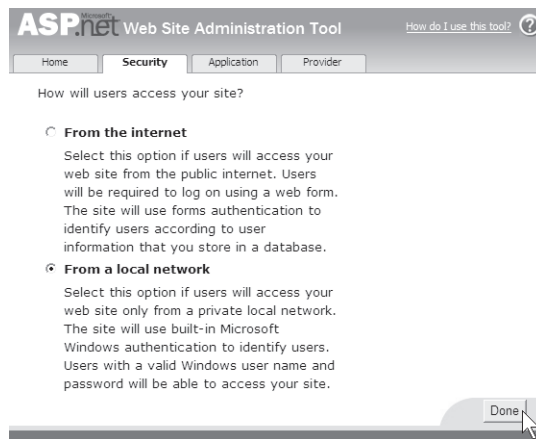 Microsoft
ASP.net Web Site Administration Tool
How do I use this tool? ?
Home Security Application Provider
How will users access your site?
From the internet
Select this option if users will access your
web site from the public internet. Users
will be required to log on using a web form.
The site will use forms authentication to
identify users according to user
information that you store in a database.
From a local network
Select this option if users will access your
web site only from a private local network.
The site will use built-in Microsoft
Windows authentication to identify users.
Users with a valid Windows user name and
password will be able to access your site.
Done